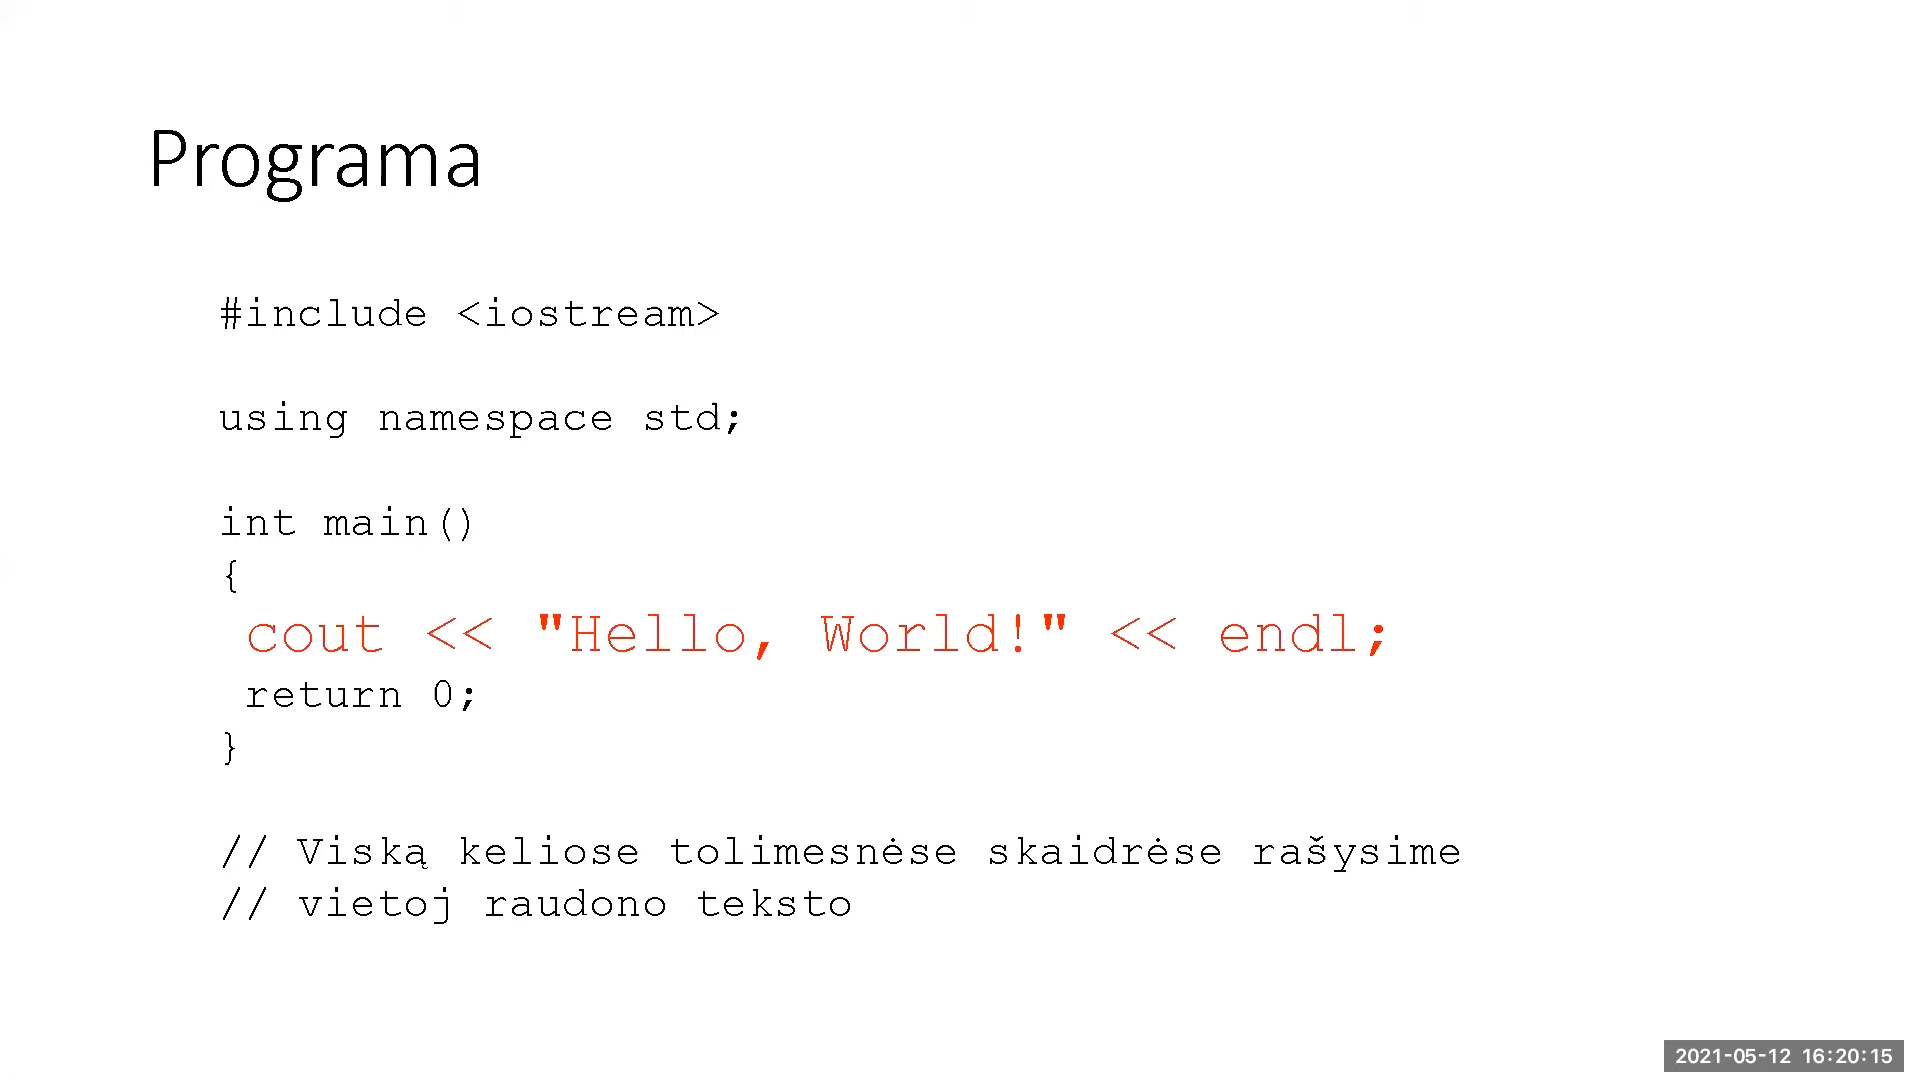 Programa
#include <iostream>
using namespace std;
int main()
{
cout << "Hello, World!" << endl;
return 0;
}
// Viską keliose tolimesnėse skaidrėse rašysime
// vietoj raudono teksto
2021-05-12 16:20:15